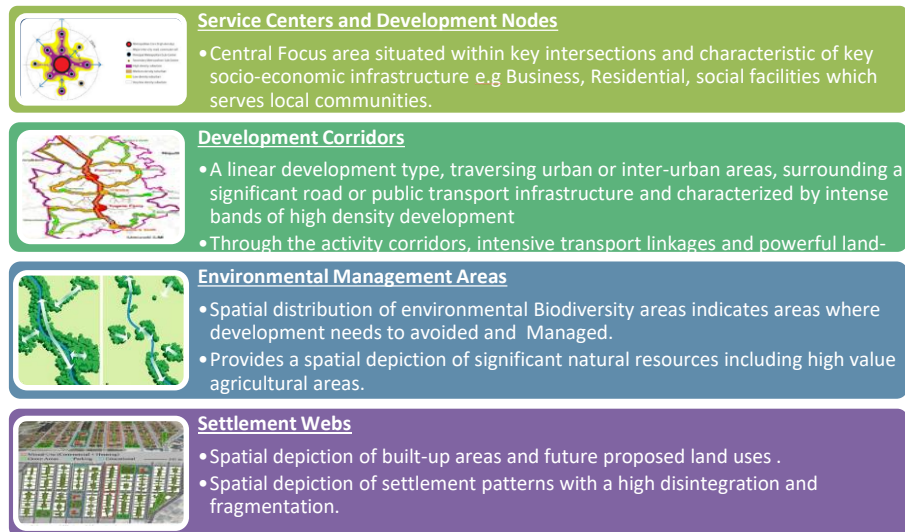 Service Centers and Development Nodes
•Central Focus area situated within key intersections and characteristic of key
socio-economic infrastructure e.g Business, Residential, social facilities which
serves local communities.
Development Corridors
•A linear development type, traversing urban or inter-urban areas, surrounding a
significant road or public transport infrastructure and characterized by intense
bands of high density development
•Through the activity corridors, intensive transport linkages and powerful land-
Environmental Management Areas
•Spatial distribution of environmental Biodiversity areas indicates areas where
development needs to avoided and Managed.
•Provides a spatial depiction of significant natural resources including high value
agricultural areas.
Settlement Webs
•Spatial depiction of built-up areas and future proposed land uses .
•Spatial depiction of settlement patterns with a high disintegration and
fragmentation.